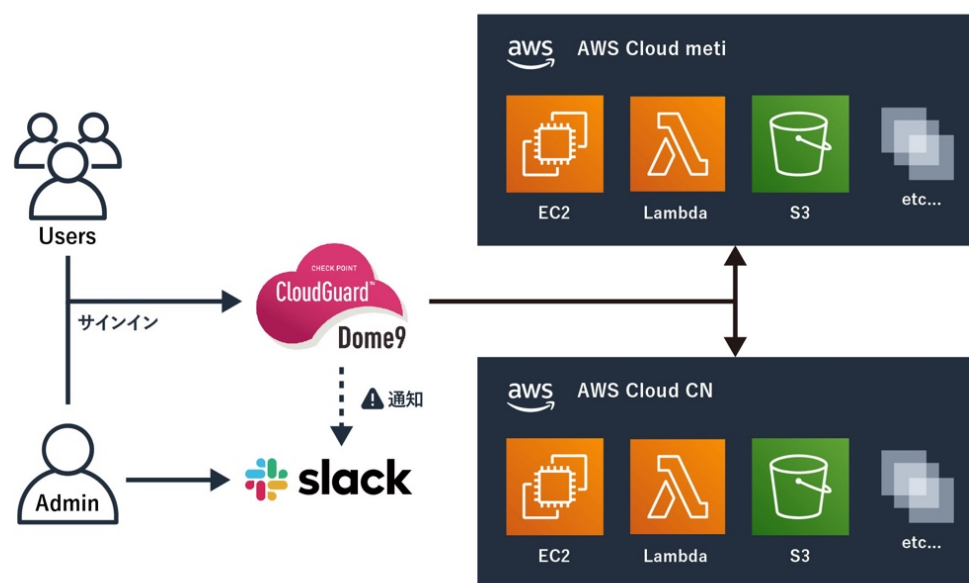 aws AWS Cloud meti
EC2 Lambda S3 etc...
Users
サインイン
CHECK POINT
CloudGuard™
Dome9
通知
Admin
slack
aws AWS Cloud CN
EC2 Lambda S3 etc...